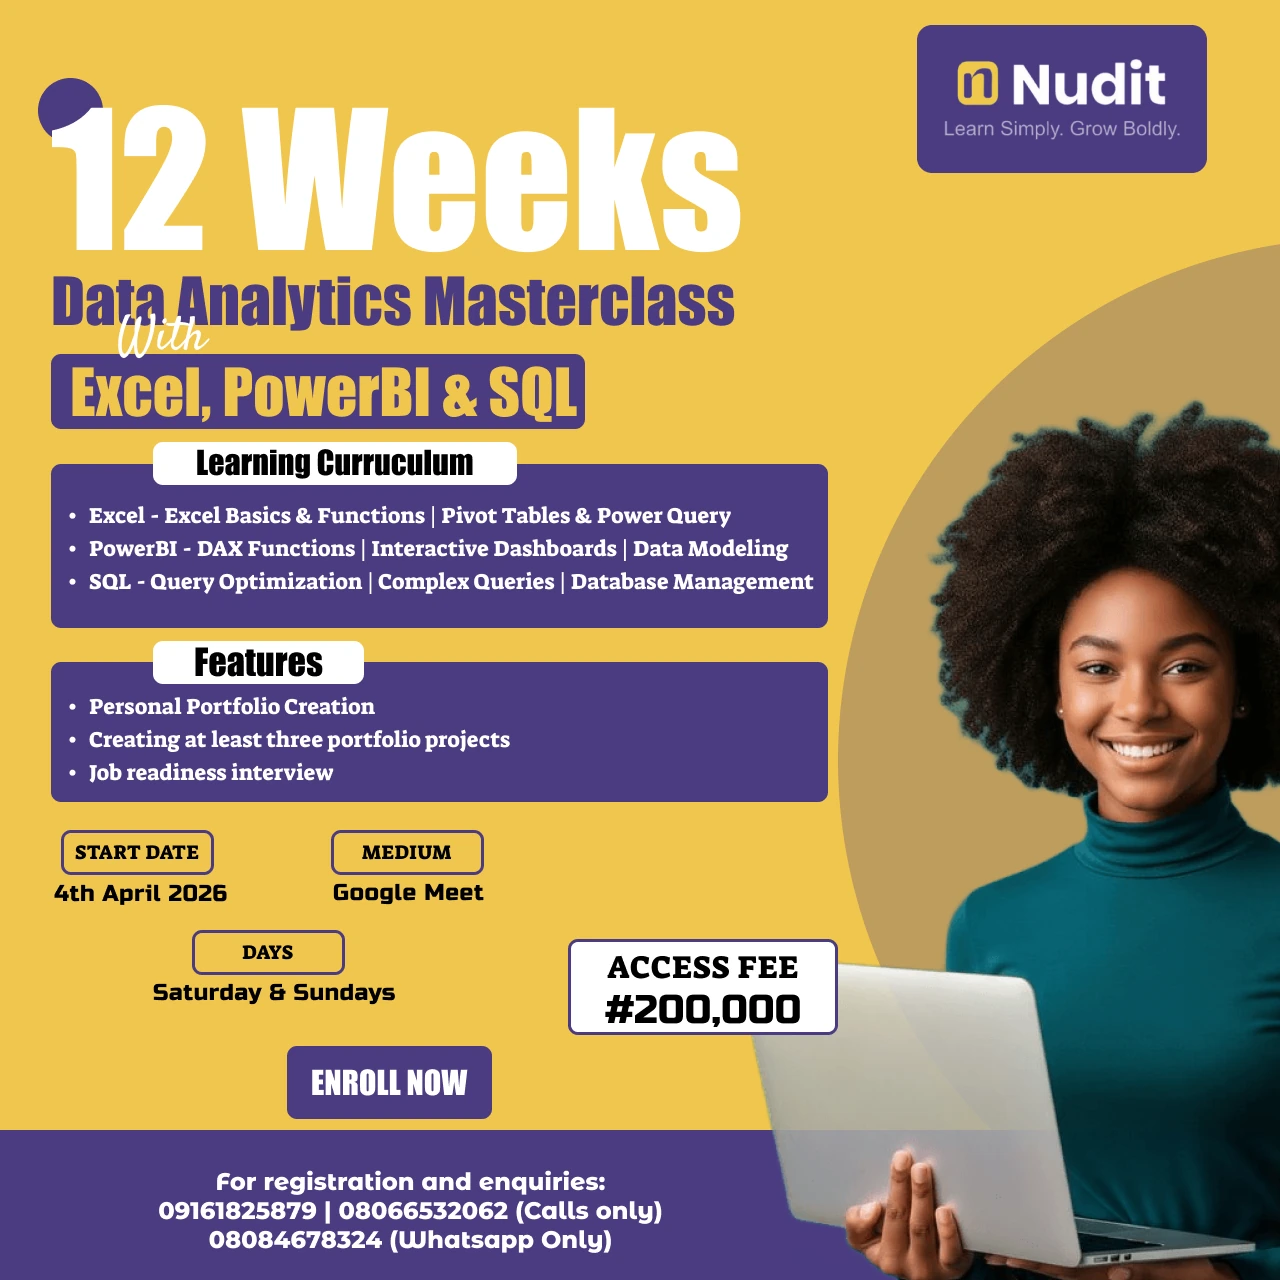 n Nudit
Learn Simply. Grow Boldly.
12 Weeks
Data Analytics Masterclass
With
Excel, PowerBI & SQL
Learning Curruculum
• Excel - Excel Basics & Functions | Pivot Tables & Power Query
• PowerBI - DAX Functions | Interactive Dashboards | Data Modeling
• SQL - Query Optimization | Complex Queries | Database Management
Features
• Personal Portfolio Creation
• Creating at least three portfolio projects
• Job readiness interview
START DATE
4th April 2026
MEDIUM
Google Meet
DAYS
Saturday & Sundays
ACCESS FEE
#200,000
ENROLL NOW
For registration and enquiries:
09161825879 | 08066532062 (Calls only)
08084678324 (Whatsapp Only)